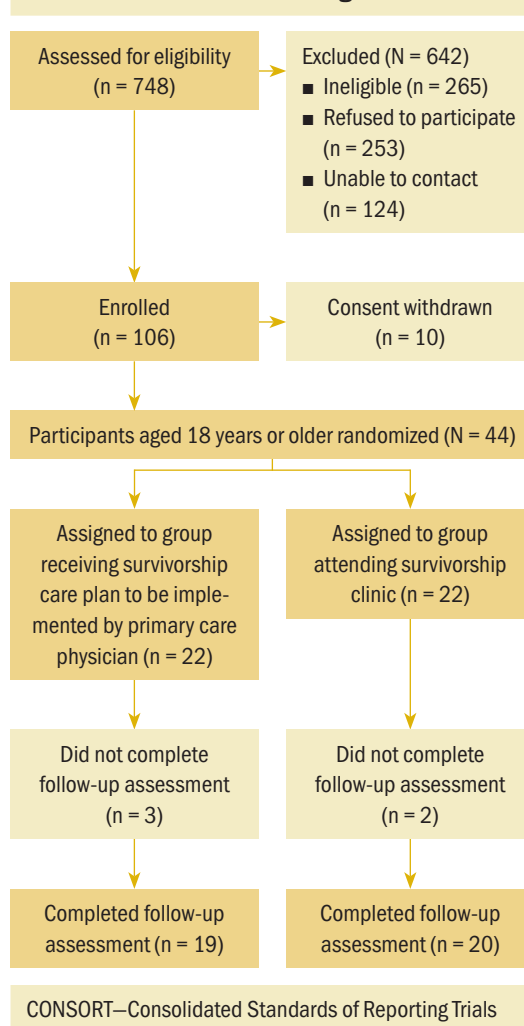 Assessed for eligibility
(n = 748)
Excluded (N = 642)
■ Ineligible (n = 265)
■ Refused to participate
(n = 253)
■ Unable to contact
(n = 124)
Enrolled
(n = 106)
Consent withdrawn
(n = 10)
Participants aged 18 years or older randomized (N = 44)
Assigned to group
receiving survivorship
care plan to be imple-
mented by primary care
physician (n = 22)
Assigned to group
attending survivorship
clinic (n = 22)
Did not complete
follow-up assessment
(n = 3)
Did not complete
follow-up assessment
(n = 2)
Completed follow-up
assessment (n = 19)
Completed follow-up
assessment (n = 20)
CONSORT—Consolidated Standards of Reporting Trials